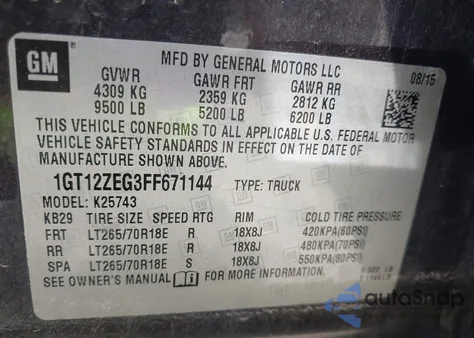 GM
MFD BY GENERAL MOTORS LLC
GVWR GAWR FRT GAWR RR 08/15
4309 KG 2359 KG 2812 KG
9500 LB 5200 LB 6200 LB
THIS VEHICLE CONFORMS TO ALL APPLICABLE U.S. FEDERAL MOTOR
VEHICLE SAFETY STANDARDS IN EFFECT ON THE DATE OF
MANUFACTURE SHOWN ABOVE.
1GT12ZEG3FF671144 TYPE: TRUCK
MODEL: K25743
KB29 TIRE SIZE SPEED RTG RIM COLD TIRE PRESSURE
FRT LT265/70R18E R 18X8J 420KPA(60PSI)
RR LT265/70R18E R 18X8J 480KPA(70PSI)
SPA LT265/70R18E S 18X8J 550KPA(80PSI)
SEE OWNER'S MANUAL FOR MORE INFORMATION.
autoSnap